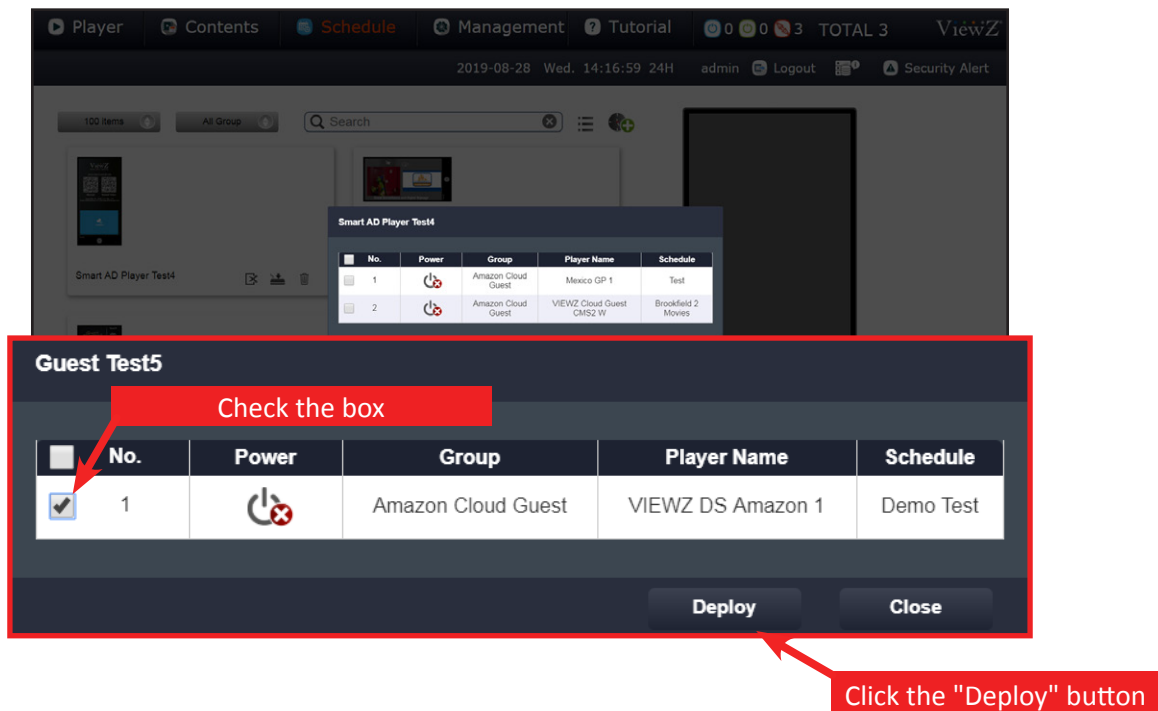 Player Contents Schedule Management Tutorial 0 0 3 TOTAL 3 ViewZ
2019-08-28 Wed. 14:16:59 24H admin Logout 0 Security Alert
100 items All Group Search
ViewZ
Smart AD Player Test4
Smart AD Player Test4
No. Power Group Player Name Schedule
1 Amazon Cloud Guest Mexico GP 1 Test
2 Amazon Cloud Guest VIEWZ Cloud Guest CMS2 W Brookfield 2 Movies
Guest Test5
Check the box
No. Power Group Player Name Schedule
1 Amazon Cloud Guest VIEWZ DS Amazon 1 Demo Test
Deploy Close
Click the "Deploy" button